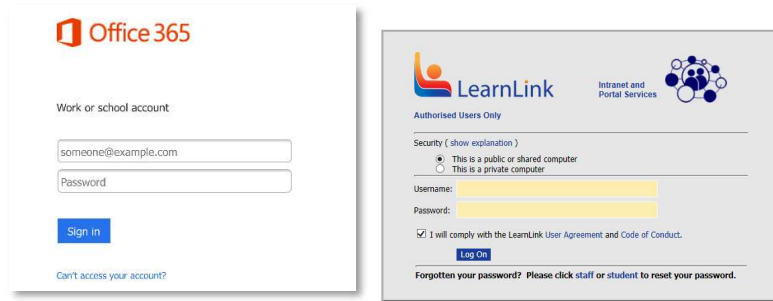 Office 365
Work or school account
someone@example.com
Password
Sign in
Can't access your account?
LearnLink
Intranet and
Portal Services
Authorised Users Only
Security ( show explanation )
This is a public or shared computer
This is a private computer
Username:
Password:
I will comply with the LearnLink User Agreement and Code of Conduct.
Log On
Forgotten your password? Please click staff or student to reset your password.